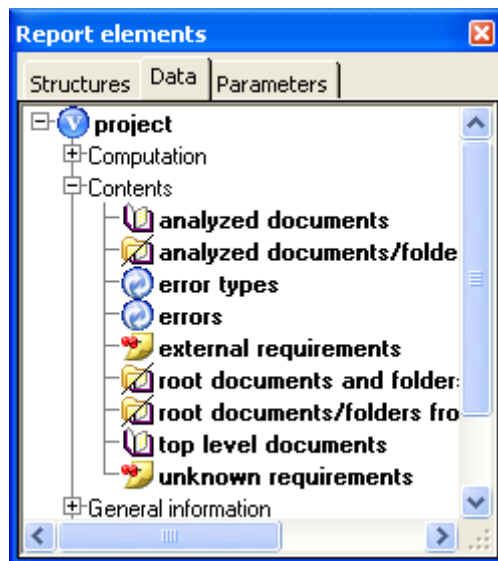 Report elements
Structures Data Parameters
project
Computation
Contents
analyzed documents
analyzed documents/folde
error types
errors
external requirements
root documents and folder
root documents/folders fro
top level documents
unknown requirements
General information